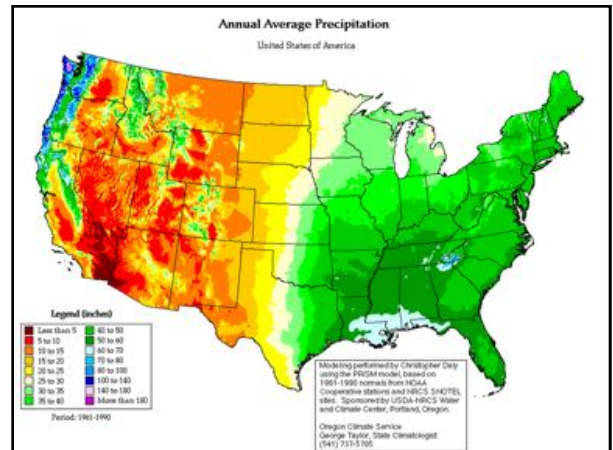 Annual Average Precipitation
United States of America
Legend (inches)
Less than 5
5 to 10
10 to 15
15 to 20
20 to 25
25 to 30
30 to 35
35 to 40
40 to 50
50 to 60
60 to 70
70 to 80
80 to 100
100 to 140
140 to 180
More than 180
Period: 1961-1990
Modeling performed by Christopher Daly
using the PRISM model, based on
1961-1990 normals from NOAA
Cooperative stations and NRCS SNOTEL
sites. Sponsored by USDA-NRCS Water
and Climate Center, Portland, Oregon.
Oregon Climate Service
George Taylor, State Climatologist
(541) 737-5705